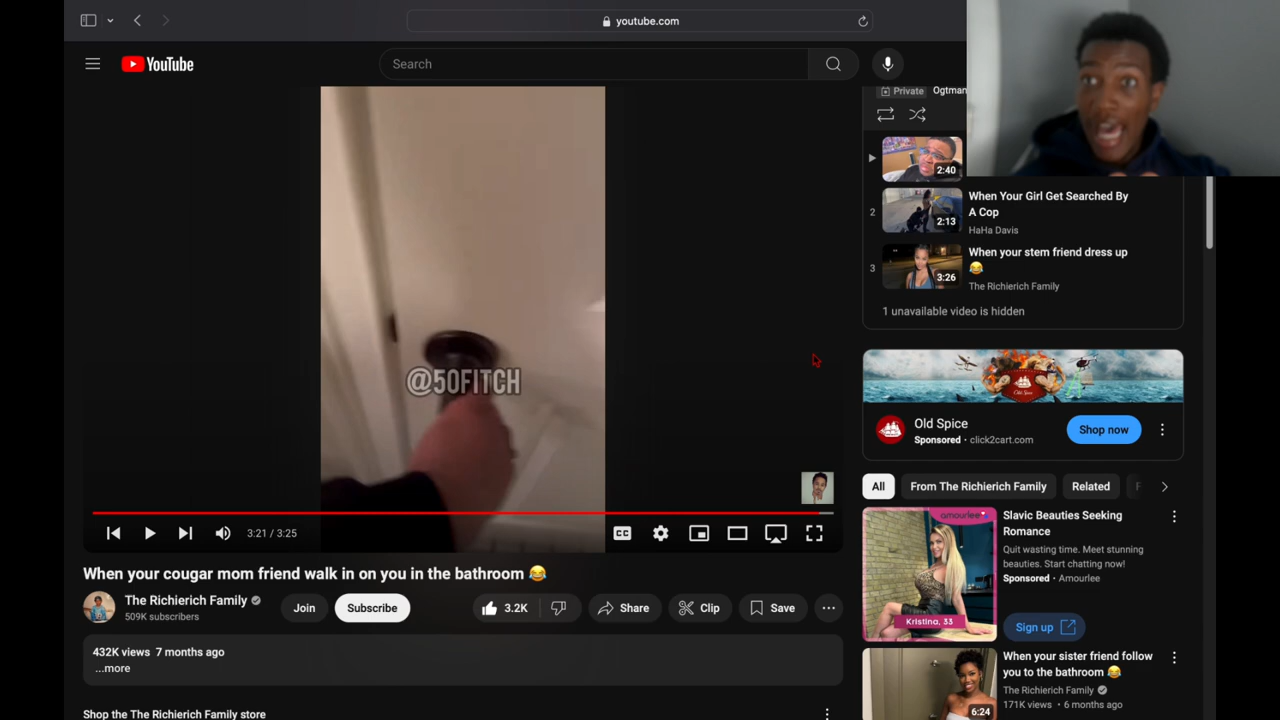 youtube.com
YouTube
Search
Private Ogtman
2:40
2
2:13
When Your Girl Get Searched By
A Cop
HaHa Davis
3
3:26
When your stem friend dress up
😂
The Richierich Family
1 unavailable video is hidden
@50FITCH
Old Spice
Old Spice
Sponsored • click2cart.com
Shop now
3:21 / 3:25
CC
All
From The Richierich Family
Related
amourlee
Kristina, 33
Slavic Beauties Seeking
Romance
Quit wasting time. Meet stunning
beauties. Start chatting now!
Sponsored • Amourlee
Sign up
When your cougar mom friend walk in on you in the bathroom 😂
The Richierich Family
509K subscribers
Join
Subscribe
3.2K
Share
Clip
Save
432K views 7 months ago
...more
6:24
When your sister friend follow
you to the bathroom 😂
The Richierich Family
171K views • 6 months ago
Shop the The Richierich Family store